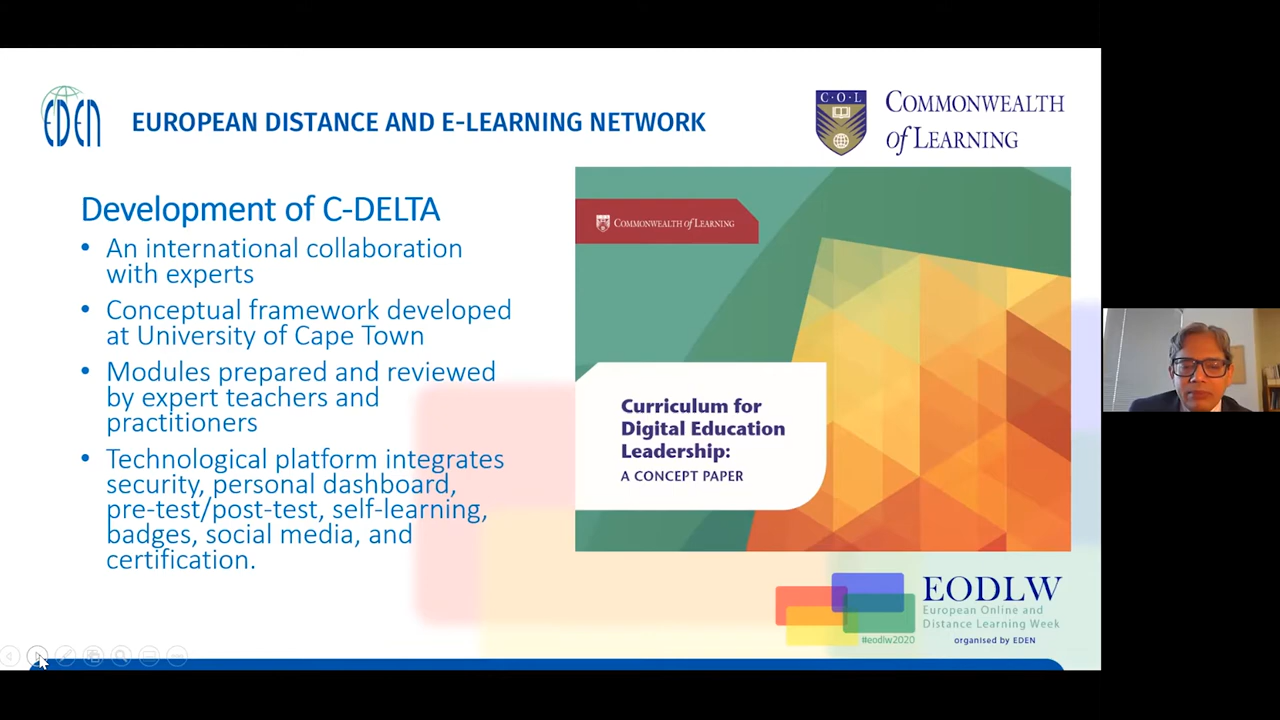 EDEN
EUROPEAN DISTANCE AND E-LEARNING NETWORK
C·O·L
COMMONWEALTH
of LEARNING
Development of C-DELTA
• An international collaboration
with experts
• Conceptual framework developed
at University of Cape Town
• Modules prepared and reviewed
by expert teachers and
practitioners
• Technological platform integrates
security, personal dashboard,
pre-test/post-test, self-learning,
badges, social media, and
certification.
COMMONWEALTH of LEARNING
Curriculum for
Digital Education
Leadership:
A CONCEPT PAPER
EODLW
European Online and
Distance Learning Week
#eodlw2020
organised by EDEN